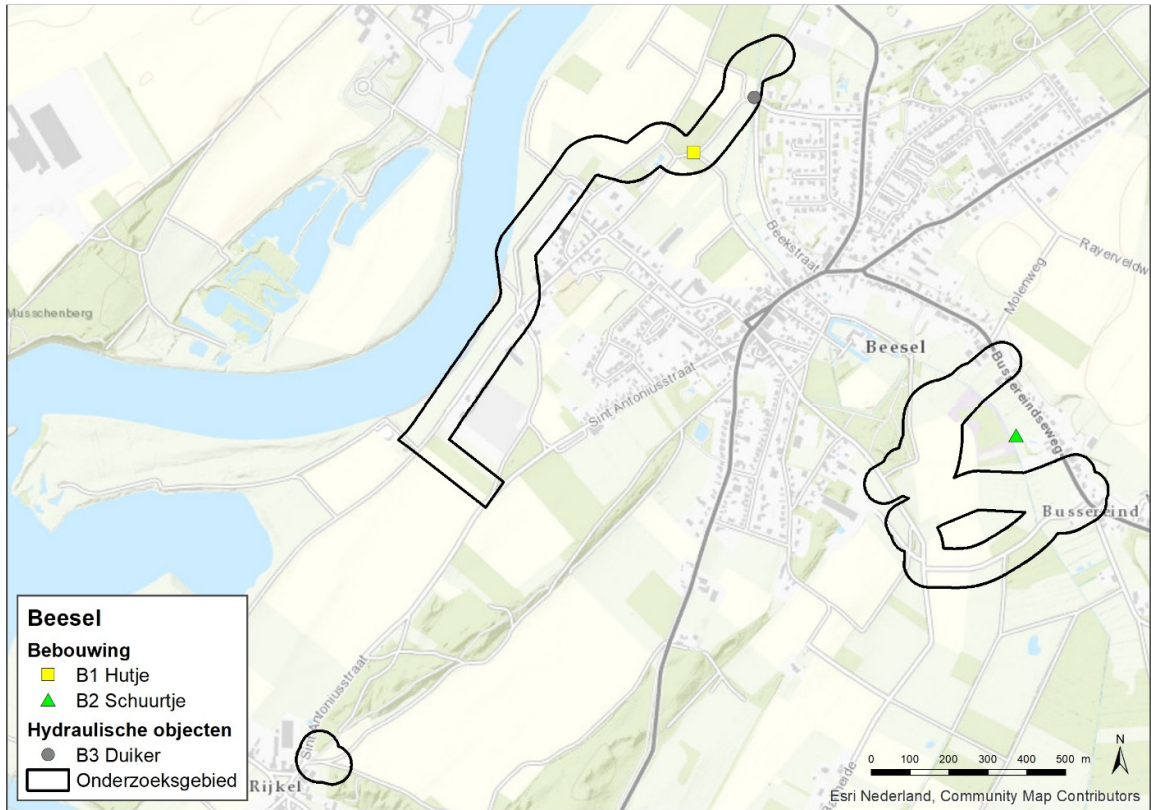 Musschenberg
Beekstraat
Molenweg
Rayerveldw
Beesel
Sint Antoniusstraat
Bussereindseweg
Bussereind
Sint Antoniusstraat
Rijkel
Beesel
Bebouwing
B1 Hutje
B2 Schuurtje
Hydraulische objecten
B3 Duiker
Onderzoeksgebied
0 100 200 300 400 500 m
N
Esri Nederland, Community Map Contributors